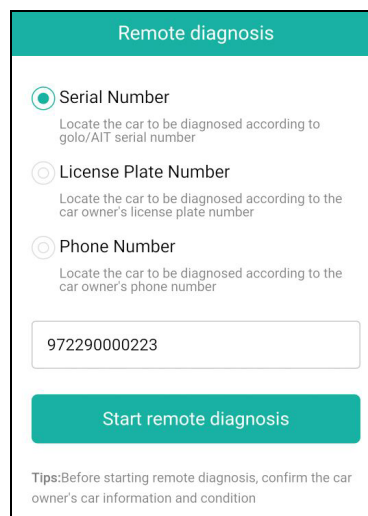 Remote diagnosis
Serial Number
Locate the car to be diagnosed according to
golo/AIT serial number
License Plate Number
Locate the car to be diagnosed according to the
car owner's license plate number
Phone Number
Locate the car to be diagnosed according to the
car owner's phone number
972290000223
Start remote diagnosis
Tips:Before starting remote diagnosis, confirm the car
owner's car information and condition